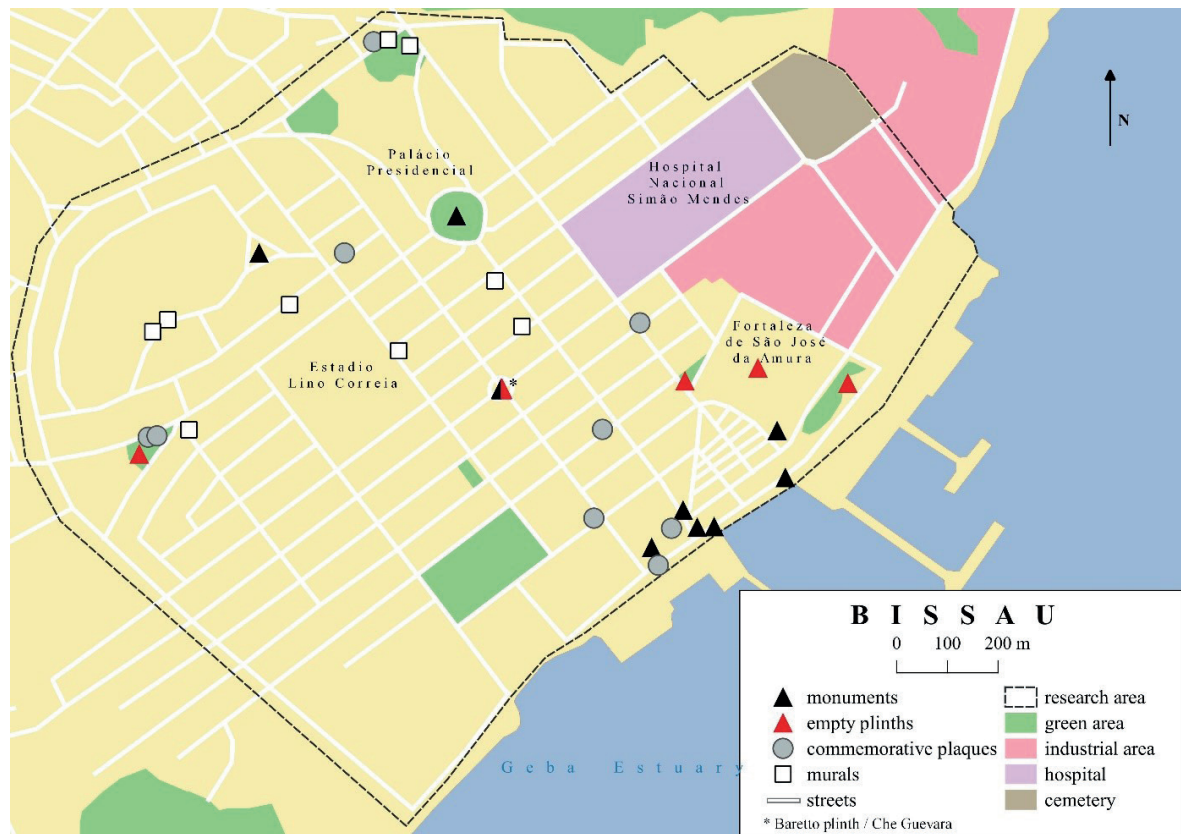 N
Palácio
Presidencial
Hospital
Nacional
Simão Mendes
Fortaleza
de São José
da Amura
Estadio
Lino Correia
*
Geba Estuary
BISSAU
0 100 200 m
monuments
empty plinths
commemorative plaques
murals
streets
* Baretto plinth / Che Guevara
research area
green area
industrial area
hospital
cemetery